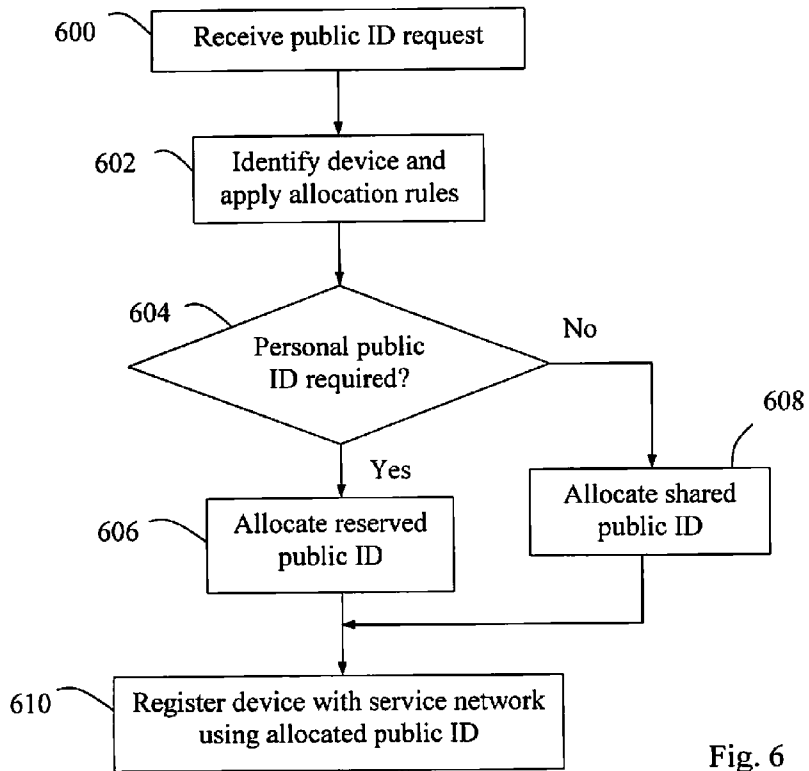 600
Receive public ID request
602
Identify device and
apply allocation rules
604
Personal public
ID required?
No
Yes
608
Allocate shared
public ID
606
Allocate reserved
public ID
610
Register device with service network
using allocated public ID
Fig. 6